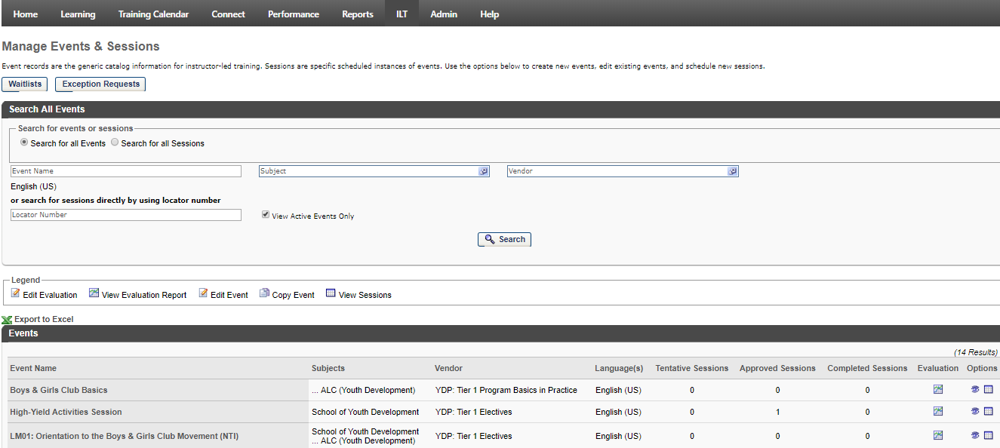 Home Learning Training Calendar Connect Performance Reports ILT Admin Help
Manage Events & Sessions
Event records are the generic catalog information for instructor-led training. Sessions are specific scheduled instances of events. Use the options below to create new events, edit existing events, and schedule new sessions.
Waitlists Exception Requests
Search All Events
Search for events or sessions
Search for all Events Search for all Sessions
Event Name Subject Vendor
English (US)
or search for sessions directly by using locator number
Locator Number View Active Events Only
Search
Legend
Edit Evaluation View Evaluation Report Edit Event Copy Event View Sessions
Export to Excel
Events
(14 Results)
Event Name Subjects Vendor Language(s) Tentative Sessions Approved Sessions Completed Sessions Evaluation Options
Boys & Girls Club Basics ... ALC (Youth Development) YDP: Tier 1 Program Basics in Practice English (US) 0 0 0
High-Yield Activities Session School of Youth Development YDP: Tier 1 Electives English (US) 0 1 0
School of Youth Development
LM01: Orientation to the Boys & Girls Club Movement (NTI) YDP: Tier 1 Electives English (US) 0 0 0
... ALC (Youth Development)